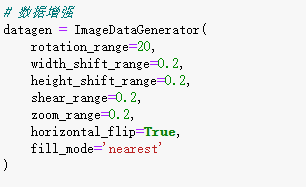 # 数据增强
datagen = ImageDataGenerator(
    rotation_range=20,
    width_shift_range=0.2,
    height_shift_range=0.2,
    shear_range=0.2,
    zoom_range=0.2,
    horizontal_flip=True,
    fill_mode='nearest'
)